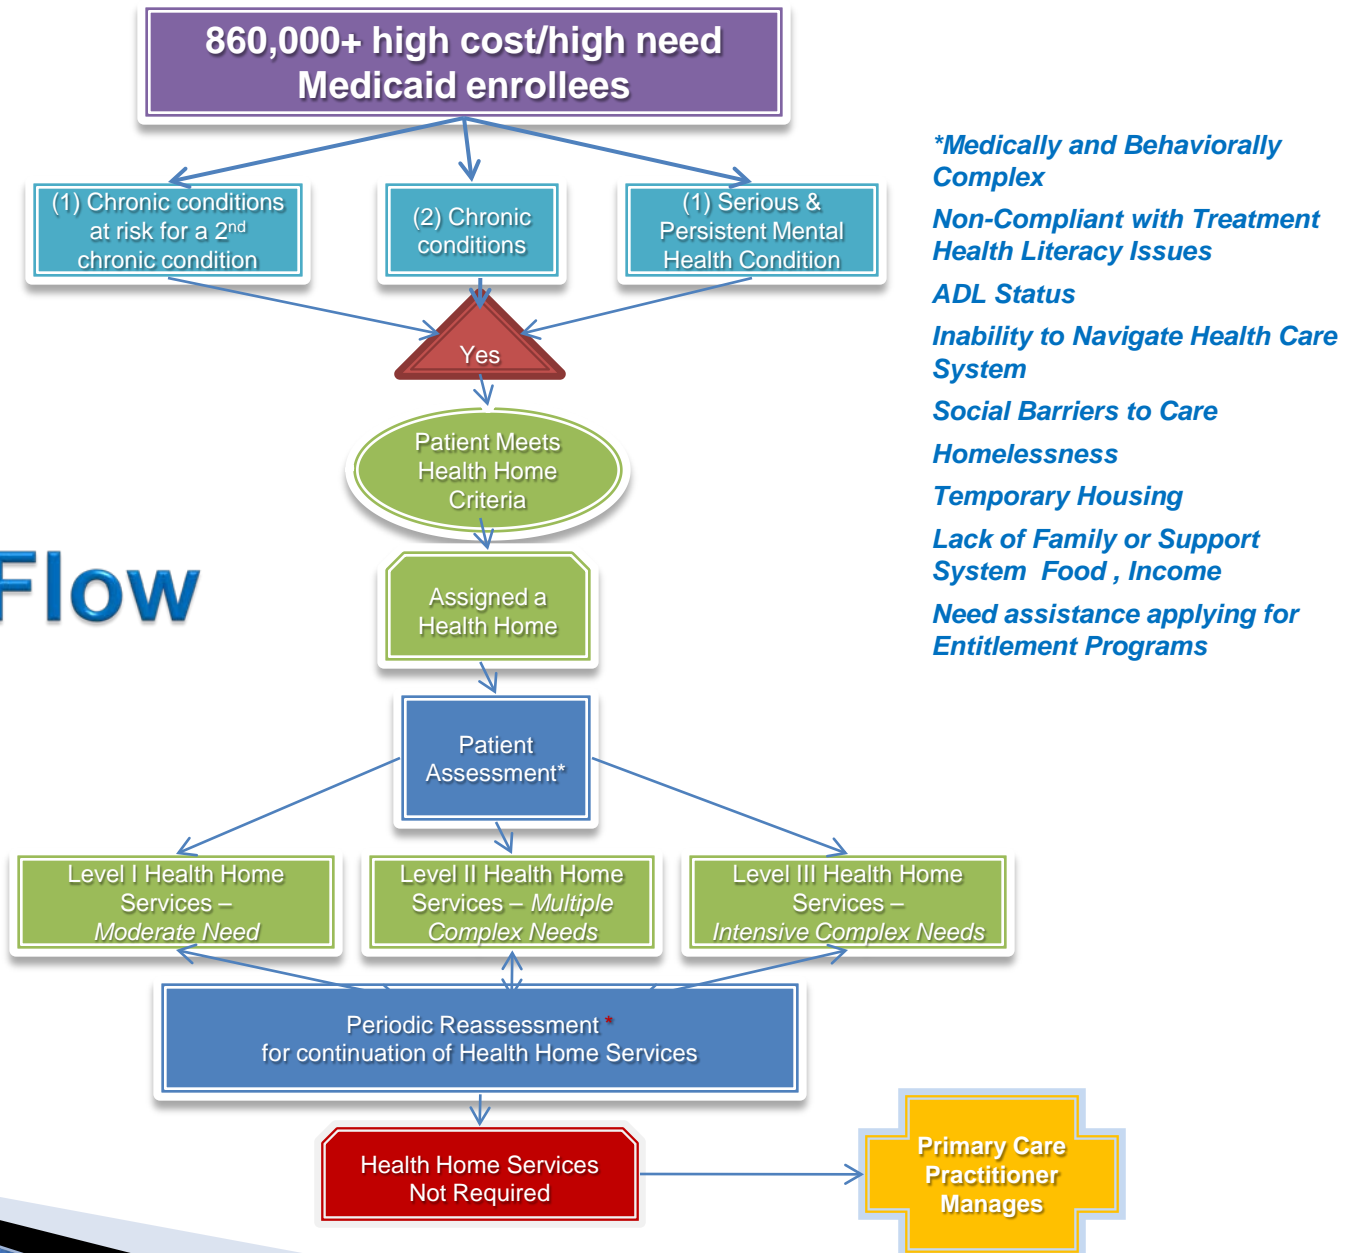 860,000+ high cost/high need
Medicaid enrollees
(1) Chronic conditions
at risk for a 2nd
chronic condition
(2) Chronic
conditions
(1) Serious &
Persistent Mental
Health Condition
Yes
Patient Meets
Health Home
Criteria
Flow
Assigned a
Health Home
Patient
Assessment*
Level I Health Home
Services –
Moderate Need
Level II Health Home
Services – Multiple
Complex Needs
Level III Health Home
Services –
Intensive Complex Needs
Periodic Reassessment *
for continuation of Health Home Services
Health Home Services
Not Required
Primary Care
Practitioner
Manages
*Medically and Behaviorally
Complex
Non-Compliant with Treatment
Health Literacy Issues
ADL Status
Inability to Navigate Health Care
System
Social Barriers to Care
Homelessness
Temporary Housing
Lack of Family or Support
System  Food , Income
Need assistance applying for
Entitlement Programs